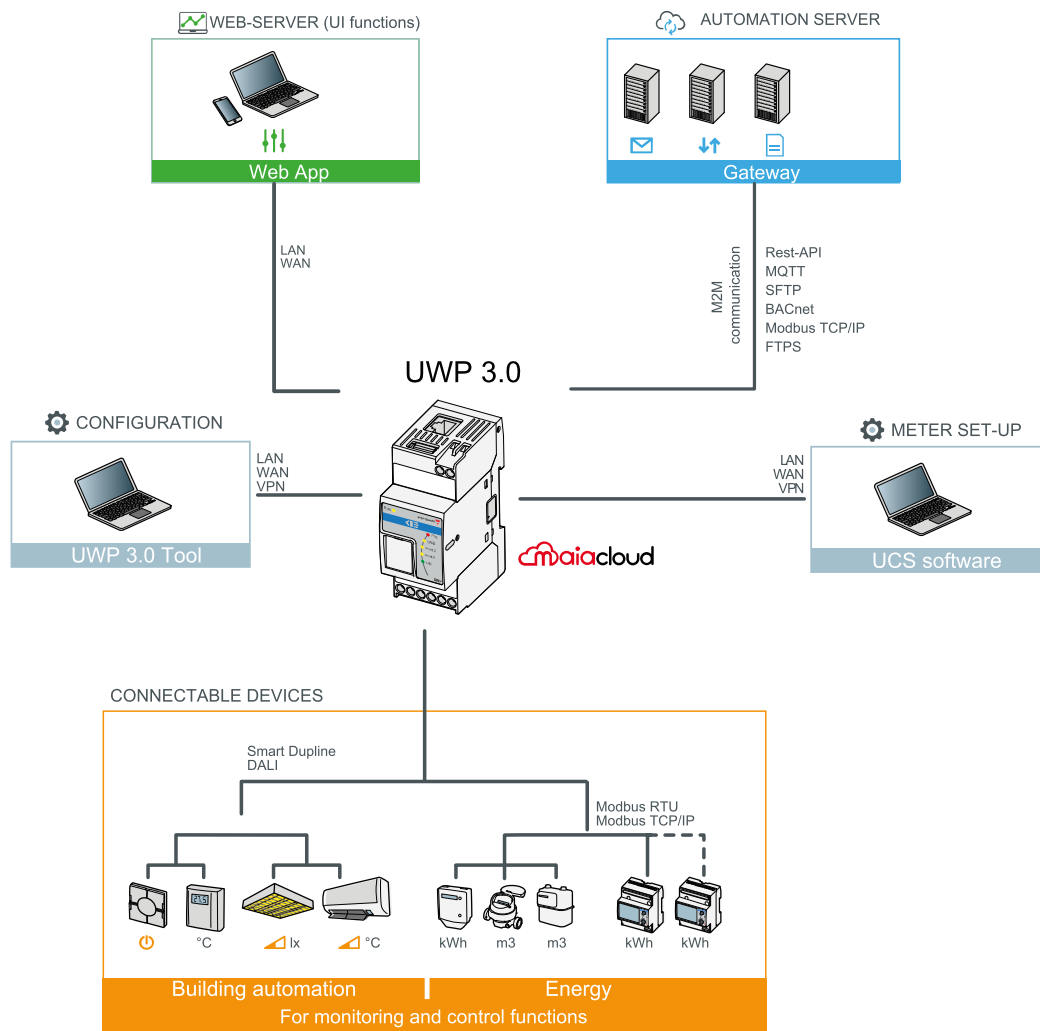 WEB-SERVER (UI functions)
AUTOMATION SERVER
Web App
Gateway
LAN
WAN
M2M
communication
Rest-API
MQTT
SFTP
BACnet
Modbus TCP/IP
FTPS
UWP 3.0
CONFIGURATION
METER SET-UP
LAN
WAN
VPN
LAN
WAN
VPN
UWP 3.0 Tool
maiacloud
UCS software
CONNECTABLE DEVICES
Smart Dupline
DALI
Modbus RTU
Modbus TCP/IP
21.5
°C
lx
°C
kWh
m3
m3
kWh
kWh
Building automation
Energy
For monitoring and control functions